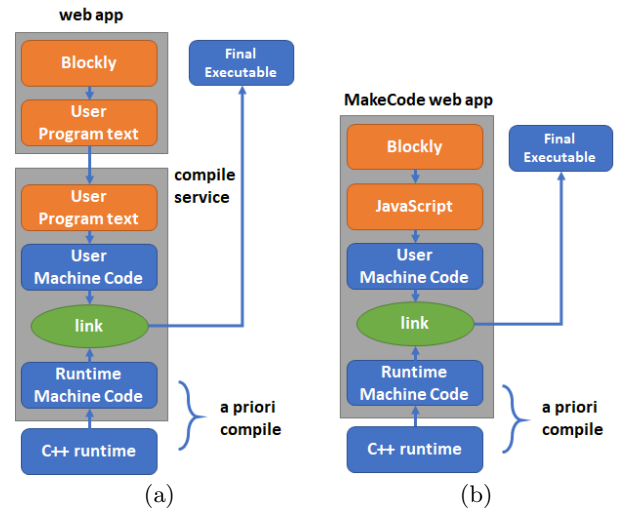 web app
Blockly
User
Program text
Final
Executable
compile
service
User
Program text
User
Machine Code
link
Runtime
Machine Code
a priori
compile
C++ runtime
(a)
MakeCode web app
Blockly
JavaScript
Final
Executable
User
Machine Code
link
Runtime
Machine Code
a priori
compile
C++ runtime
(b)